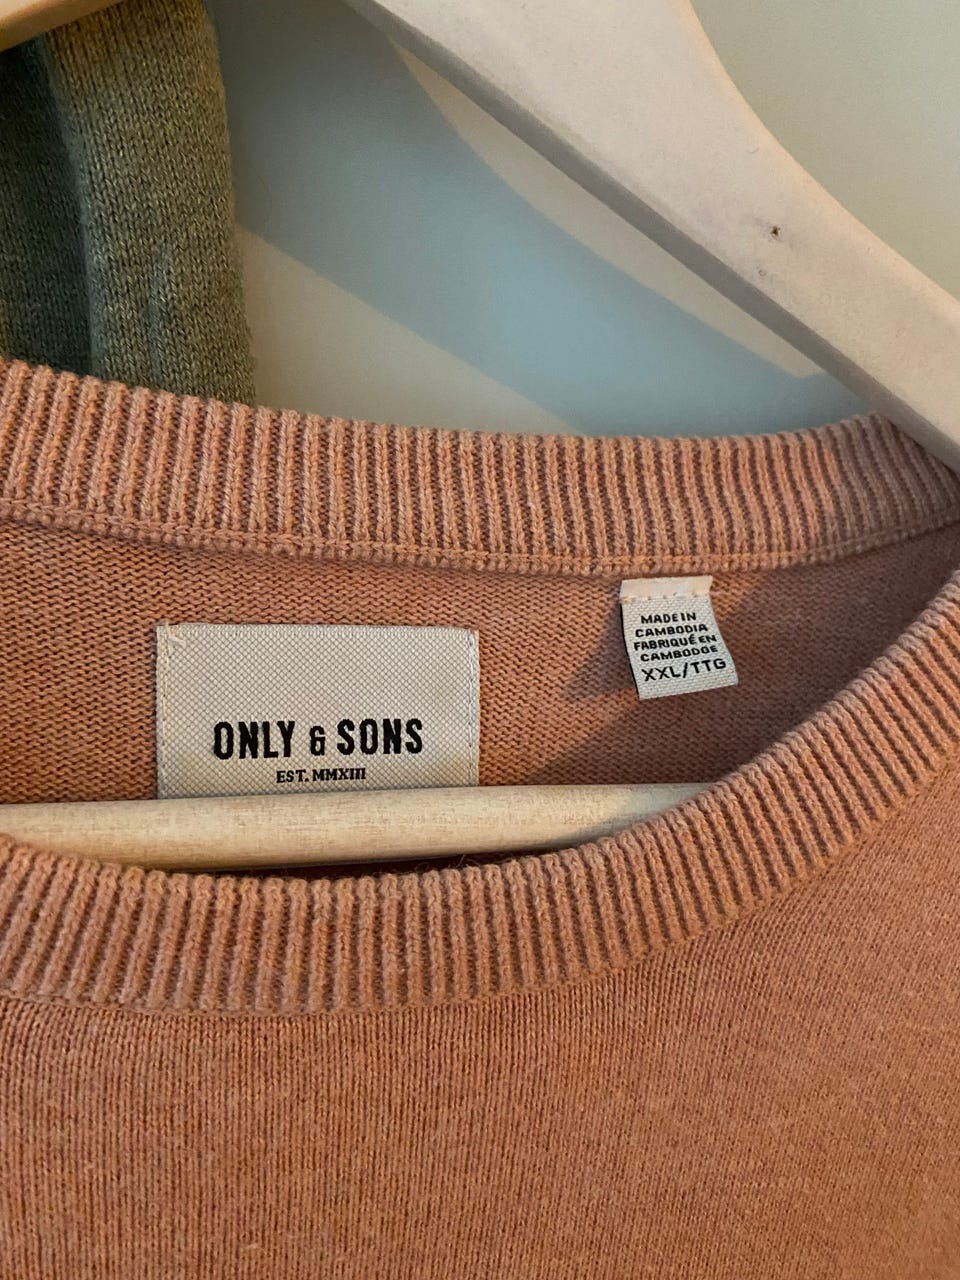 ONLY & SONS
EST. MMXIII
MADE IN
CAMBODIA
FABRIQUÉ EN
CAMBODGE
XXL/TTG